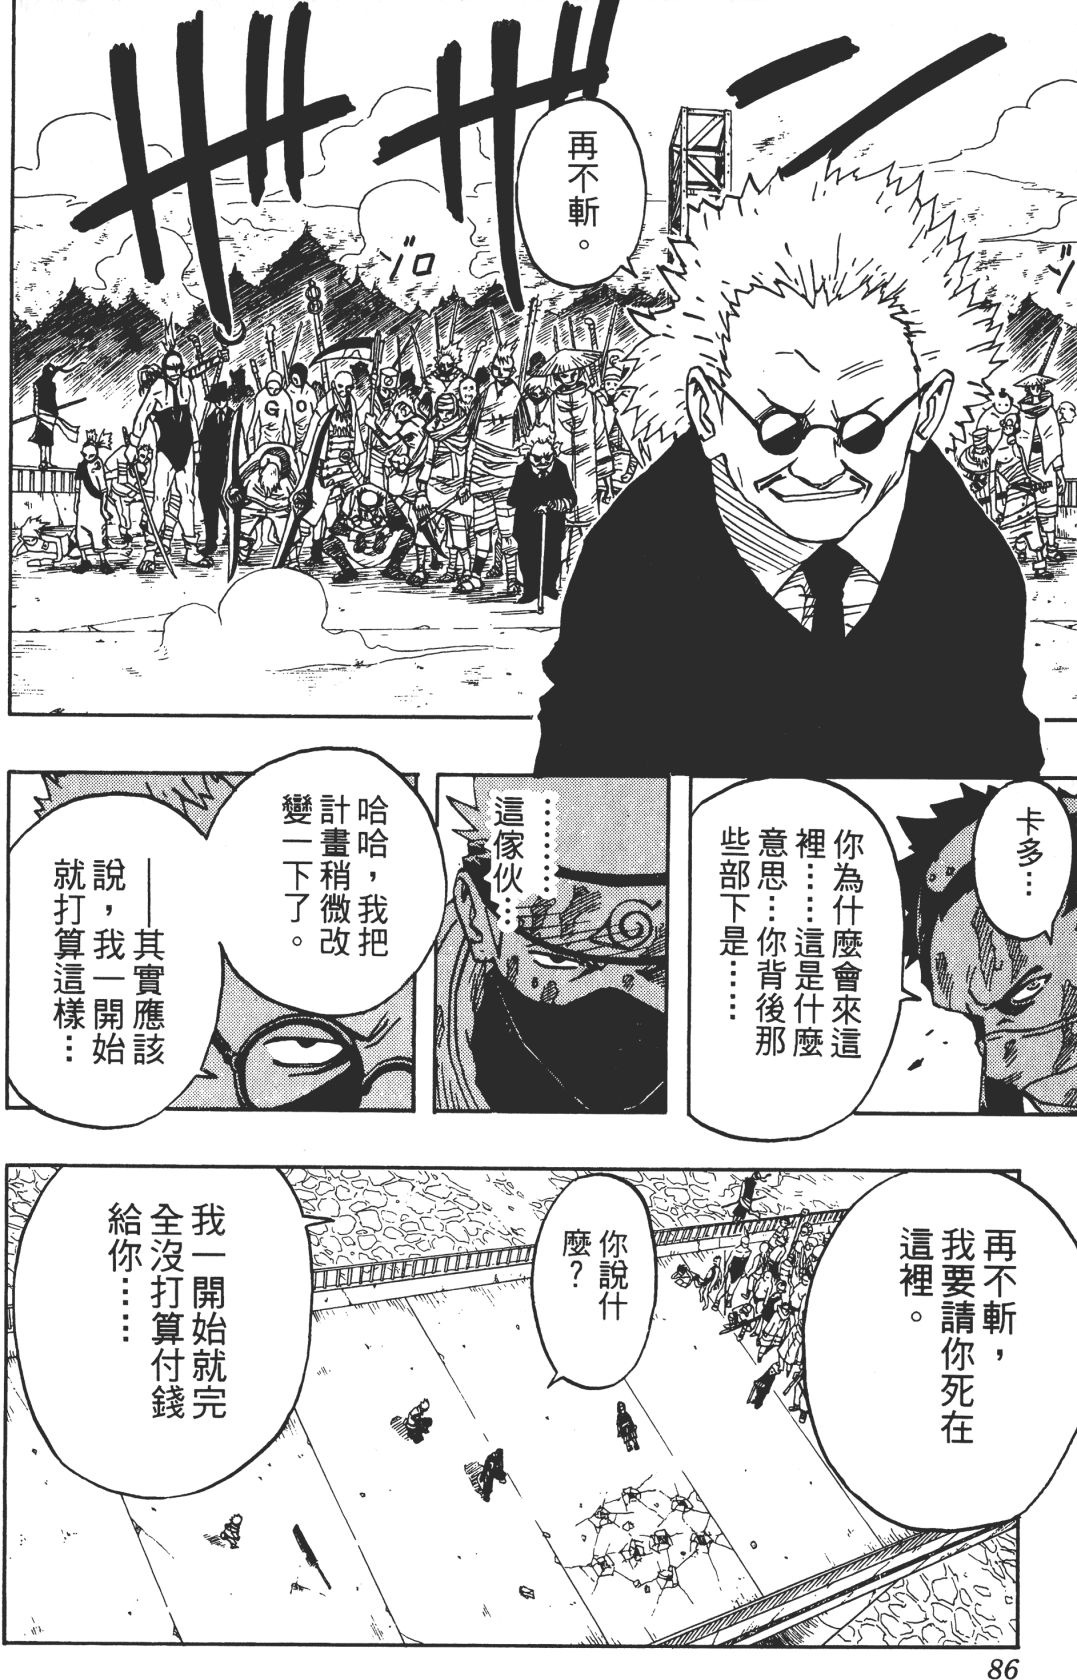 ザザン
再不斬。
ゾロ
ゾ
G
O
卡多…
你為什麼會來這
裡……這是什麼
意思…你背後那
些部下是……
…………
這傢伙…
哈哈，我把
計畫稍微改
變一下了。
——其實應該
說，我一開始
就打算這樣…
再不斬，
我要請你死在
這裡。
你說什
麼？
我一開始就完
全沒打算付錢
給你……
86